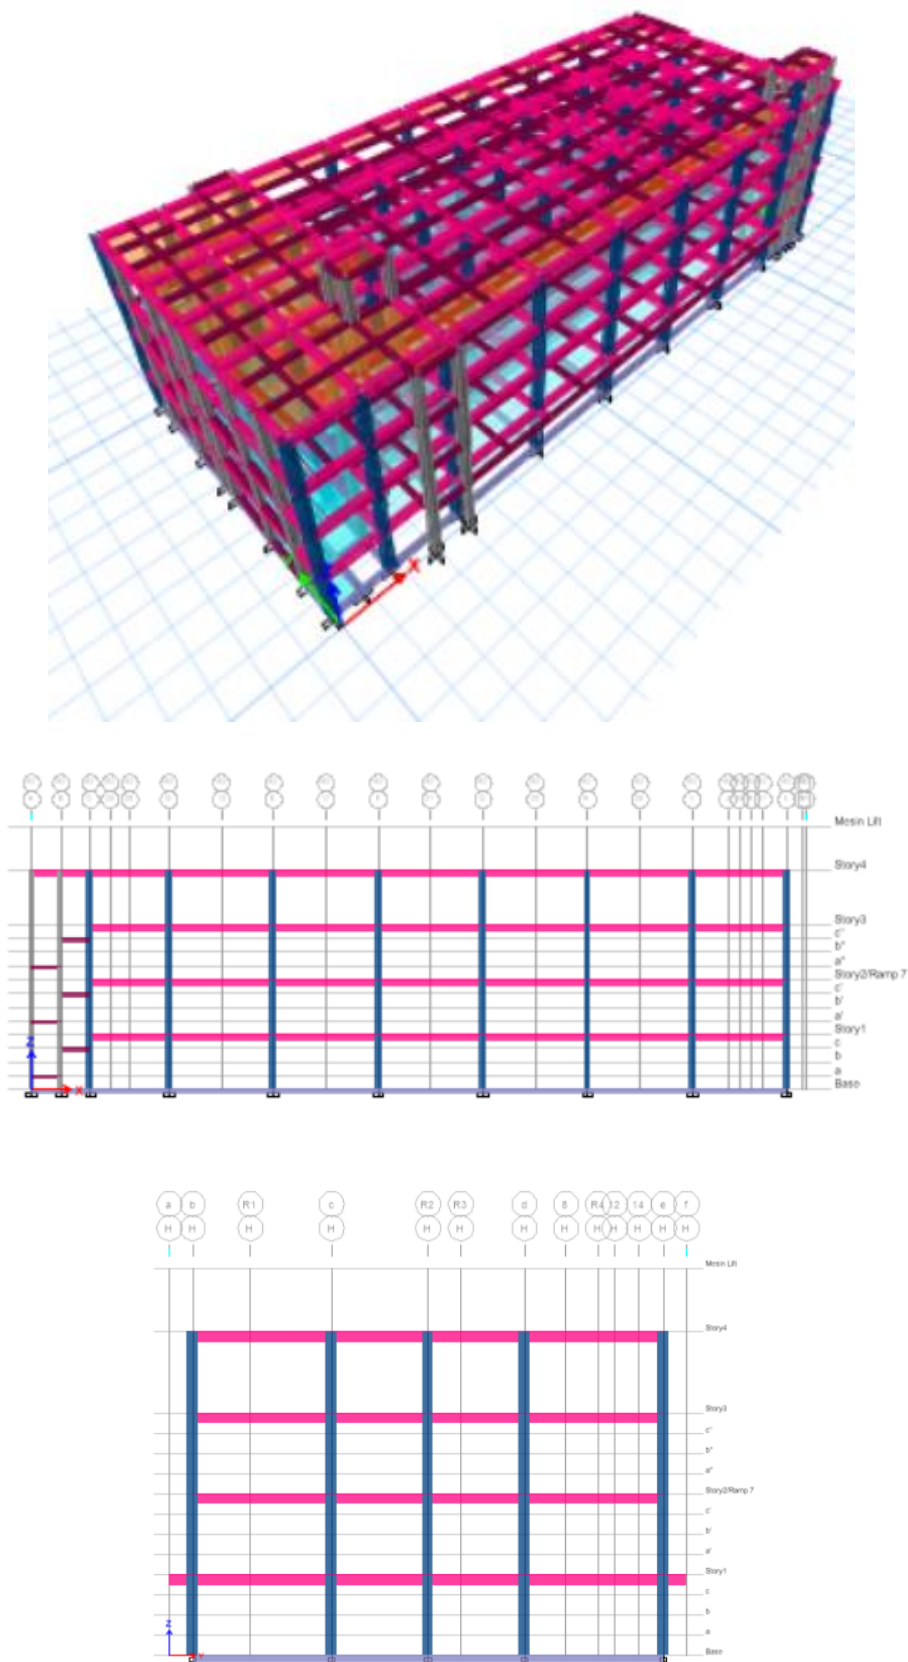 X
Mesin Lift
Story4
Story3
c"
b"
a"
Story2/Ramp 7
c'
b'
a'
Story1
c
b
a
Base
Z
X
a b R1 c R2 R3 d 8 R4 12 14 e f
H H H H H H H H H H H H H
Mesin Lift
Story4
Story3
c"
b"
a"
Story2/Ramp 7
c'
b'
a'
Story1
c
b
a
Base
Z
Y